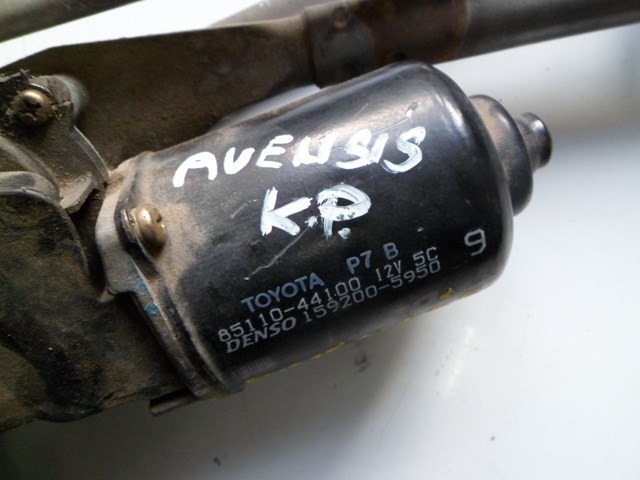 AVENSIS
K.P.
TOYOTA P7 B
85110-44100 12V 5C
DENSO 159200-5950
9